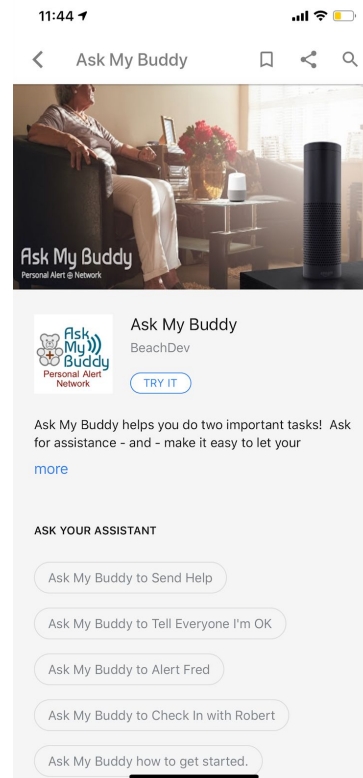 11:44
Ask My Buddy
Ask My Buddy
Personal Alert Network
Ask
My
Buddy
Personal Alert
Network
Ask My Buddy
BeachDev
TRY IT
Ask My Buddy helps you do two important tasks!  Ask
for assistance - and - make it easy to let your
more
ASK YOUR ASSISTANT
Ask My Buddy to Send Help
Ask My Buddy to Tell Everyone I'm OK
Ask My Buddy to Alert Fred
Ask My Buddy to Check In with Robert
Ask My Buddy how to get started.